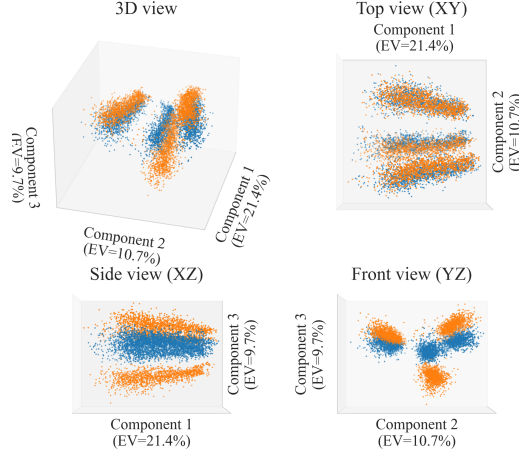 3D view
Component 3
(EV=9.7%)
Component 2
(EV=10.7%)
Component 1
(EV=21.4%)
Top view (XY)
Component 1
(EV=21.4%)
Component 2
(EV=10.7%)
Side view (XZ)
Component 3
(EV=9.7%)
Component 1
(EV=21.4%)
Front view (YZ)
Component 3
(EV=9.7%)
Component 2
(EV=10.7%)